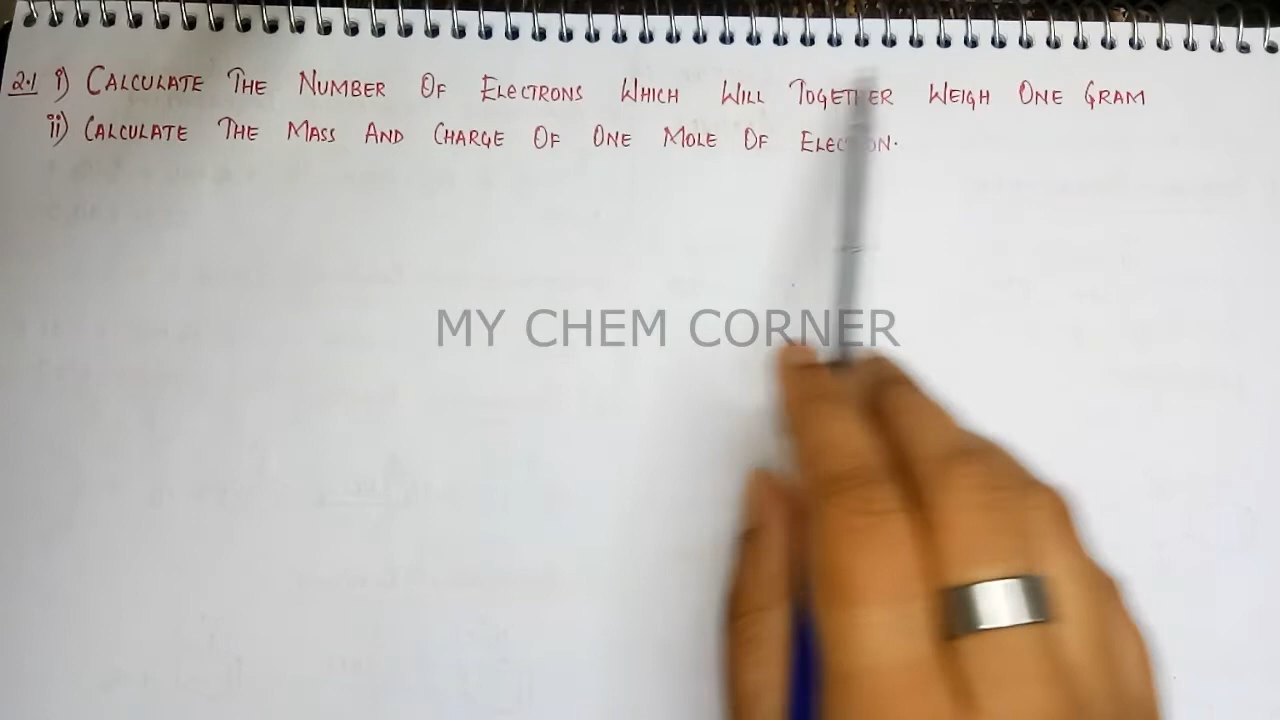 2.1 i) CALCULATE THE NUMBER OF ELECTRONS WHICH WILL TOGETHER WEIGH ONE GRAM
ii) CALCULATE THE MASS AND CHARGE OF ONE MOLE OF ELECTRON.
MY CHEM CORNER